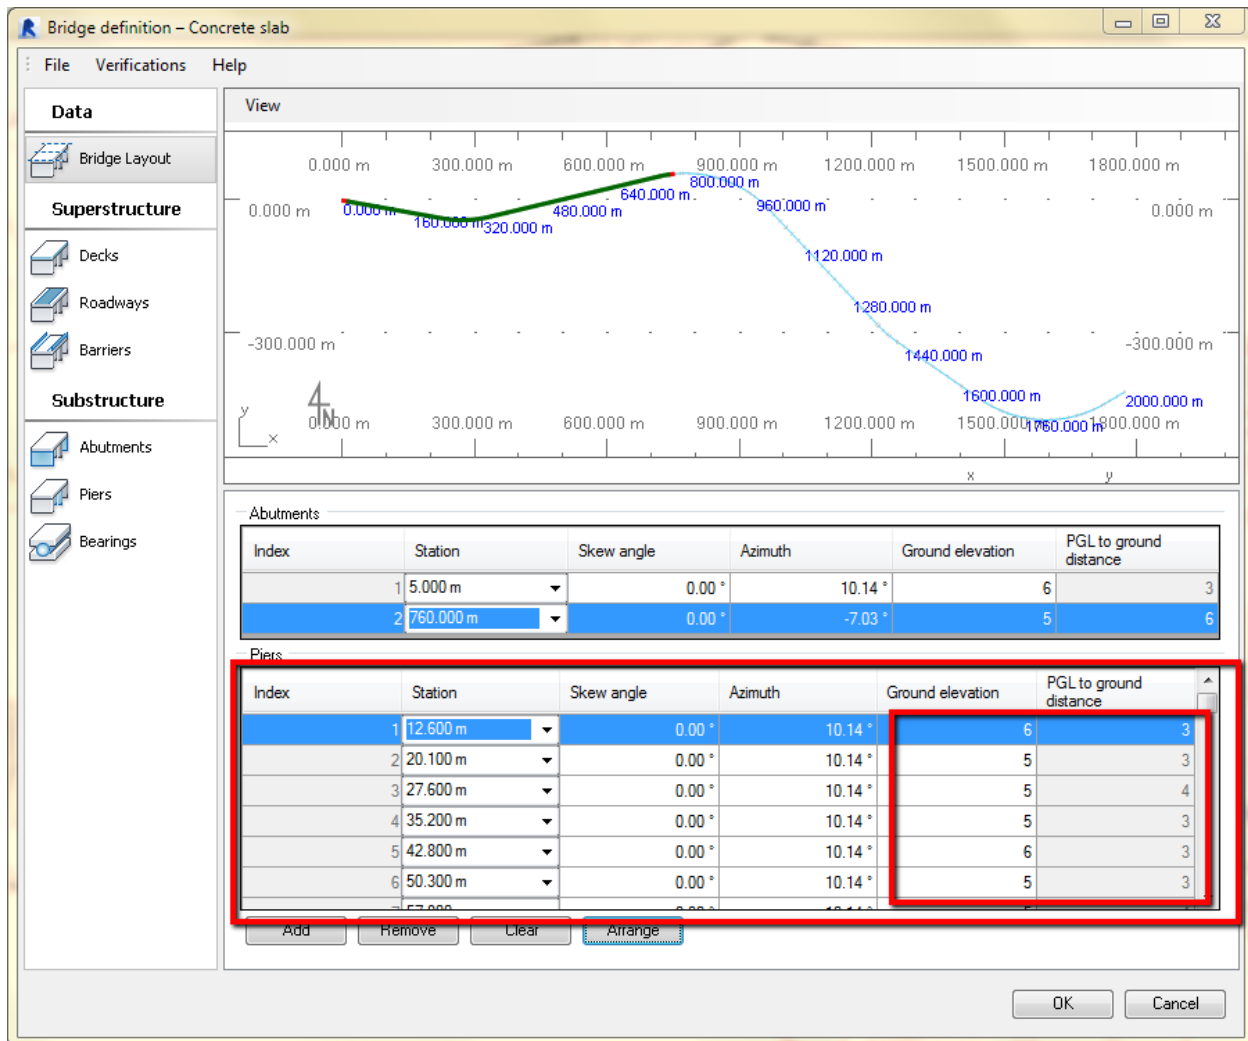 Bridge definition – Concrete slab
File Verifications Help
Data
Bridge Layout
Superstructure
Decks
Roadways
Barriers
Substructure
Abutments
Piers
Bearings
View
0.000 m 300.000 m 600.000 m 900.000 m 1200.000 m 1500.000 m 1800.000 m
0.000 m 0.000 m 160.000 m 320.000 m 480.000 m 640.000 m 800.000 m 960.000 m 0.000 m
1120.000 m
1280.000 m
-300.000 m -300.000 m
1440.000 m
1600.000 m
1760.000 m
2000.000 m
y
x
N
0.000 m 300.000 m 600.000 m 900.000 m 1200.000 m 1500.000 m 1800.000 m
x y
Abutments
Index Station Skew angle Azimuth Ground elevation PGL to ground distance
1 5.000 m 0.00 ° 10.14 ° 6 3
2 760.000 m 0.00 ° -7.03 ° 5 6
Piers
Index Station Skew angle Azimuth Ground elevation PGL to ground distance
1 12.600 m 0.00 ° 10.14 ° 6 3
2 20.100 m 0.00 ° 10.14 ° 5 3
3 27.600 m 0.00 ° 10.14 ° 5 4
4 35.200 m 0.00 ° 10.14 ° 5 3
5 42.800 m 0.00 ° 10.14 ° 6 3
6 50.300 m 0.00 ° 10.14 ° 5 3
Add Remove Clear Arrange
OK Cancel